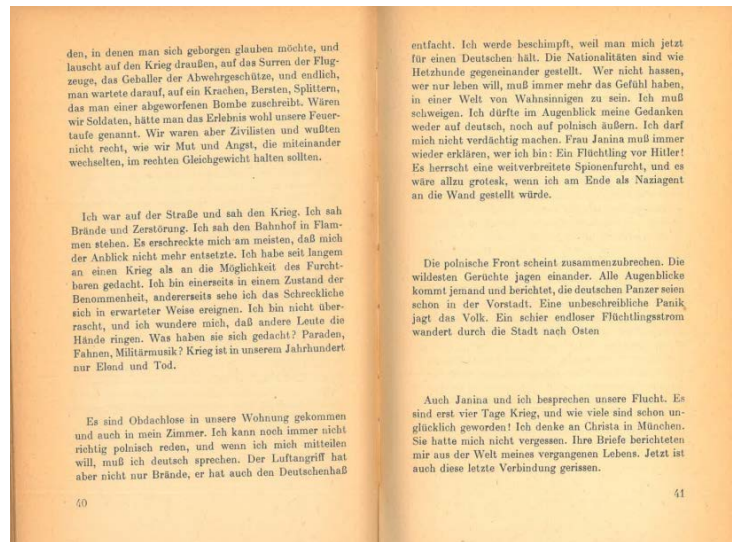 den, in denen man sich geborgen glauben möchte, und
lauscht auf den Krieg draußen, auf das Surren der Flug-
zeuge, das Geballer der Abwehrgeschütze, und endlich,
man wartete darauf, auf ein Krachen, Bersten, Splittern,
das man einer abgeworfenen Bombe zuschreibt. Wären
wir Soldaten, hätte man das Erlebnis wohl unsere Feuer-
taufe genannt. Wir waren aber Zivilisten und wußten
nicht recht, wie wir Mut und Angst, die miteinander
wechselten, im rechten Gleichgewicht halten sollten.
Ich war auf der Straße und sah den Krieg. Ich sah
Brände und Zerstörung. Ich sah den Bahnhof in Flam-
men stehen. Es erschreckte mich am meisten, daß mich
der Anblick nicht mehr entsetzte. Ich habe seit langem
an einen Krieg als an die Möglichkeit des Furcht-
baren gedacht. Ich bin einerseits in einem Zustand der
Benommenheit, andererseits sehe ich das Schreckliche
sich in erwarteter Weise ereignen. Ich bin nicht über-
rascht, und ich wundere mich, daß andere Leute die
Hände ringen. Was haben sie sich gedacht? Paraden,
Fahnen, Militärmusik? Krieg ist in unserem Jahrhundert
nur Elend und Tod.
Es sind Obdachlose in unsere Wohnung gekommen
und auch in mein Zimmer. Ich kann noch immer nicht
richtig polnisch reden, und wenn ich mich mitteilen
will, muß ich deutsch sprechen. Der Luftangriff hat
aber nicht nur Brände, er hat auch den Deutschenhaß
40
entfacht. Ich werde beschimpft, weil man mich jetzt
für einen Deutschen hält. Die Nationalitäten sind wie
Hetzhunde gegeneinander gestellt. Wer nicht hassen,
wer nur leben will, muß immer mehr das Gefühl haben,
in einer Welt von Wahnsinnigen zu sein. Ich muß
schweigen. Ich dürfte im Augenblick meine Gedanken
weder auf deutsch, noch auf polnisch äußern. Ich darf
mich nicht verdächtig machen. Frau Janina muß immer
wieder erklären, wer ich bin: Ein Flüchtling vor Hitler!
Es herrscht eine weitverbreitete Spionenfurcht, und es
wäre allzu grotesk, wenn ich am Ende als Naziagent
an die Wand gestellt würde.
Die polnische Front scheint zusammenzubrechen. Die
wildesten Gerüchte jagen einander. Alle Augenblicke
kommt jemand und berichtet, die deutschen Panzer seien
schon in der Vorstadt. Eine unbeschreibliche Panik
jagt das Volk. Ein schier endloser Flüchtlingsstrom
wandert durch die Stadt nach Osten
Auch Janina und ich besprechen unsere Flucht. Es
sind erst vier Tage Krieg, und wie viele sind schon un-
glücklich geworden! Ich denke an Christa in München.
Sie hatte mich nicht vergessen. Ihre Briefe berichteten
mir aus der Welt meines vergangenen Lebens. Jetzt ist
auch diese letzte Verbindung gerissen.
41